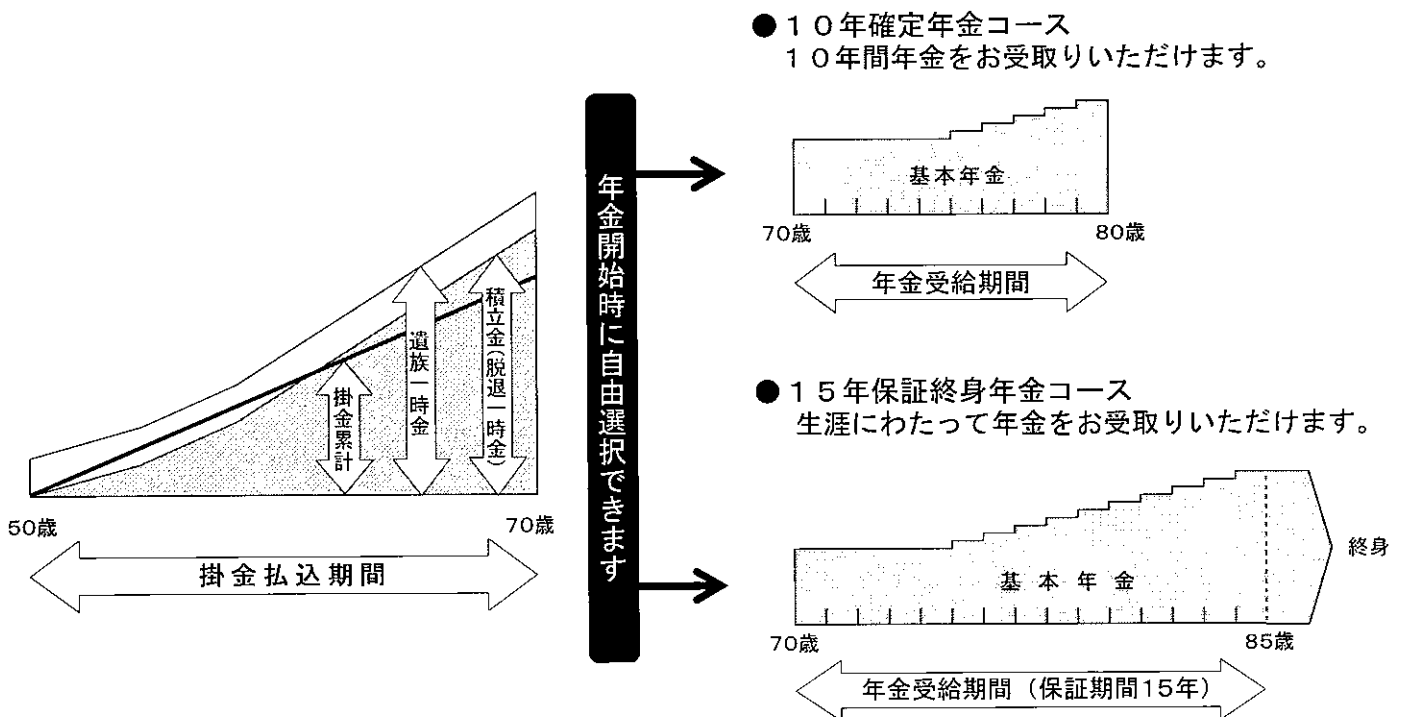 ●１０年確定年金コース
１０年間年金をお受取りいただけます。
基本年金
70歳
80歳
年金受給期間
年金開始時に自由選択できます
掛金累計
遺族一時金
積立金(脱退一時金)
50歳
70歳
掛金払込期間
●１５年保証終身年金コース
生涯にわたって年金をお受取りいただけます。
基本年金
終身
70歳
85歳
年金受給期間（保証期間15年）